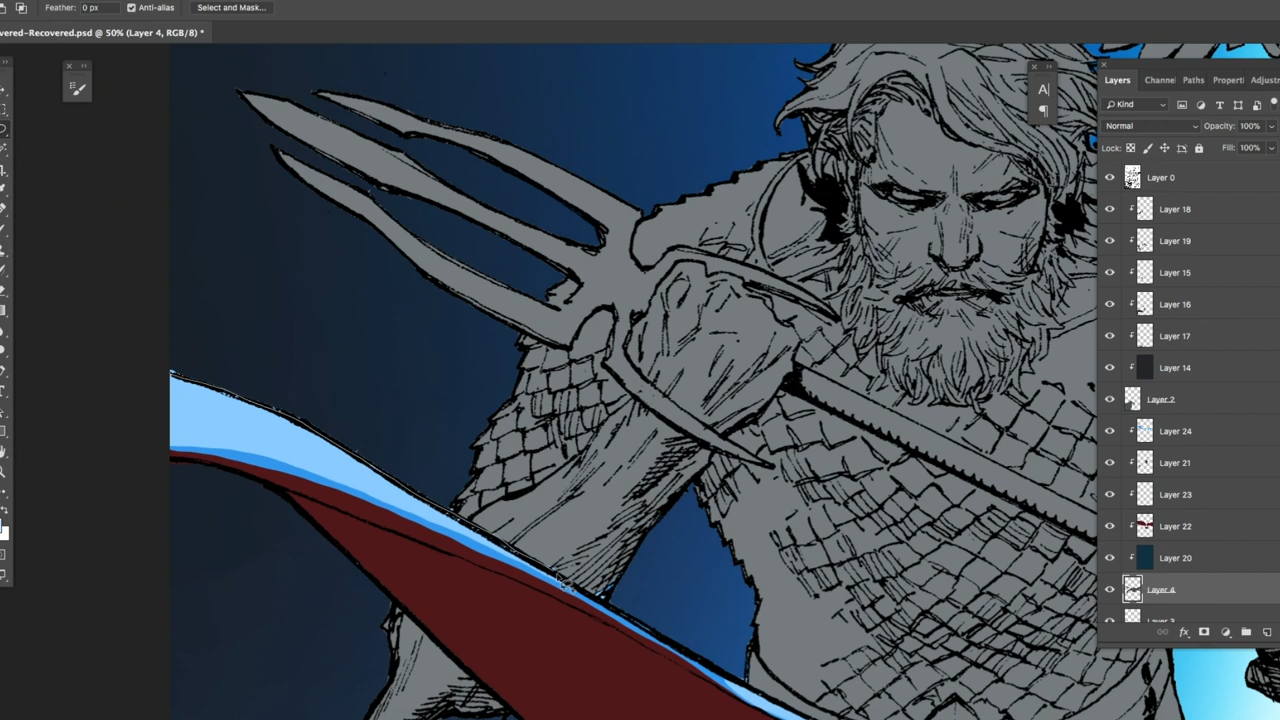 Feather: 0 px Anti-alias Select and Mask...
vered-Recovered.psd @ 50% (Layer 4, RGB/8) *
Layers Channe Paths Properti Adjustr
Kind
Normal Opacity: 100%
Lock: Fill: 100%
Layer 0
Layer 18
Layer 19
Layer 15
Layer 16
Layer 17
Layer 14
Layer 2
Layer 24
Layer 21
Layer 23
Layer 22
Layer 20
Layer 4